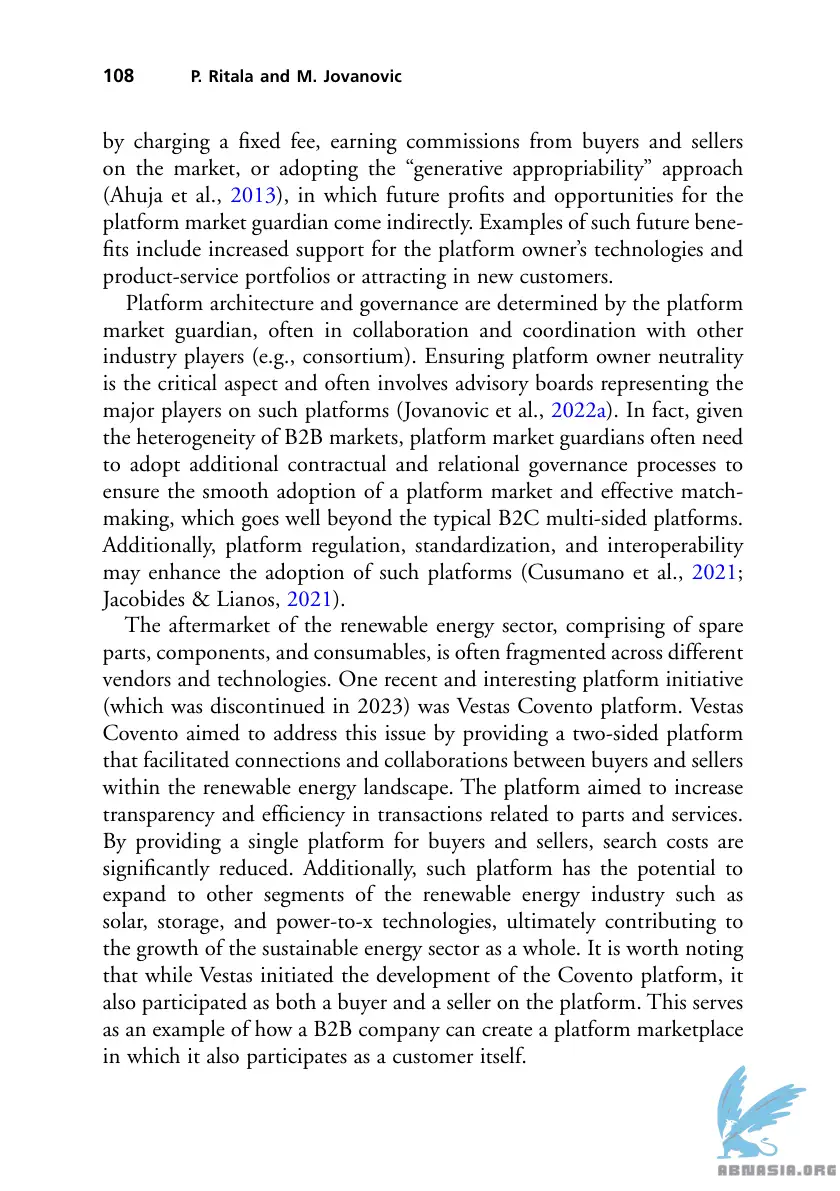 108 P. Ritala and M. Jovanovic
by charging a fixed fee, earning commissions from buyers and sellers
on the market, or adopting the “generative appropriability” approach
(Ahuja et al., 2013), in which future profits and opportunities for the
platform market guardian come indirectly. Examples of such future bene-
fits include increased support for the platform owner’s technologies and
product-service portfolios or attracting in new customers.
Platform architecture and governance are determined by the platform
market guardian, often in collaboration and coordination with other
industry players (e.g., consortium). Ensuring platform owner neutrality
is the critical aspect and often involves advisory boards representing the
major players on such platforms (Jovanovic et al., 2022a). In fact, given
the heterogeneity of B2B markets, platform market guardians often need
to adopt additional contractual and relational governance processes to
ensure the smooth adoption of a platform market and effective match-
making, which goes well beyond the typical B2C multi-sided platforms.
Additionally, platform regulation, standardization, and interoperability
may enhance the adoption of such platforms (Cusumano et al., 2021;
Jacobides & Lianos, 2021).
The aftermarket of the renewable energy sector, comprising of spare
parts, components, and consumables, is often fragmented across different
vendors and technologies. One recent and interesting platform initiative
(which was discontinued in 2023) was Vestas Covento platform. Vestas
Covento aimed to address this issue by providing a two-sided platform
that facilitated connections and collaborations between buyers and sellers
within the renewable energy landscape. The platform aimed to increase
transparency and efficiency in transactions related to parts and services.
By providing a single platform for buyers and sellers, search costs are
significantly reduced. Additionally, such platform has the potential to
expand to other segments of the renewable energy industry such as
solar, storage, and power-to-x technologies, ultimately contributing to
the growth of the sustainable energy sector as a whole. It is worth noting
that while Vestas initiated the development of the Covento platform, it
also participated as both a buyer and a seller on the platform. This serves
as an example of how a B2B company can create a platform marketplace
in which it also participates as a customer itself.
ABNASIA.ORG